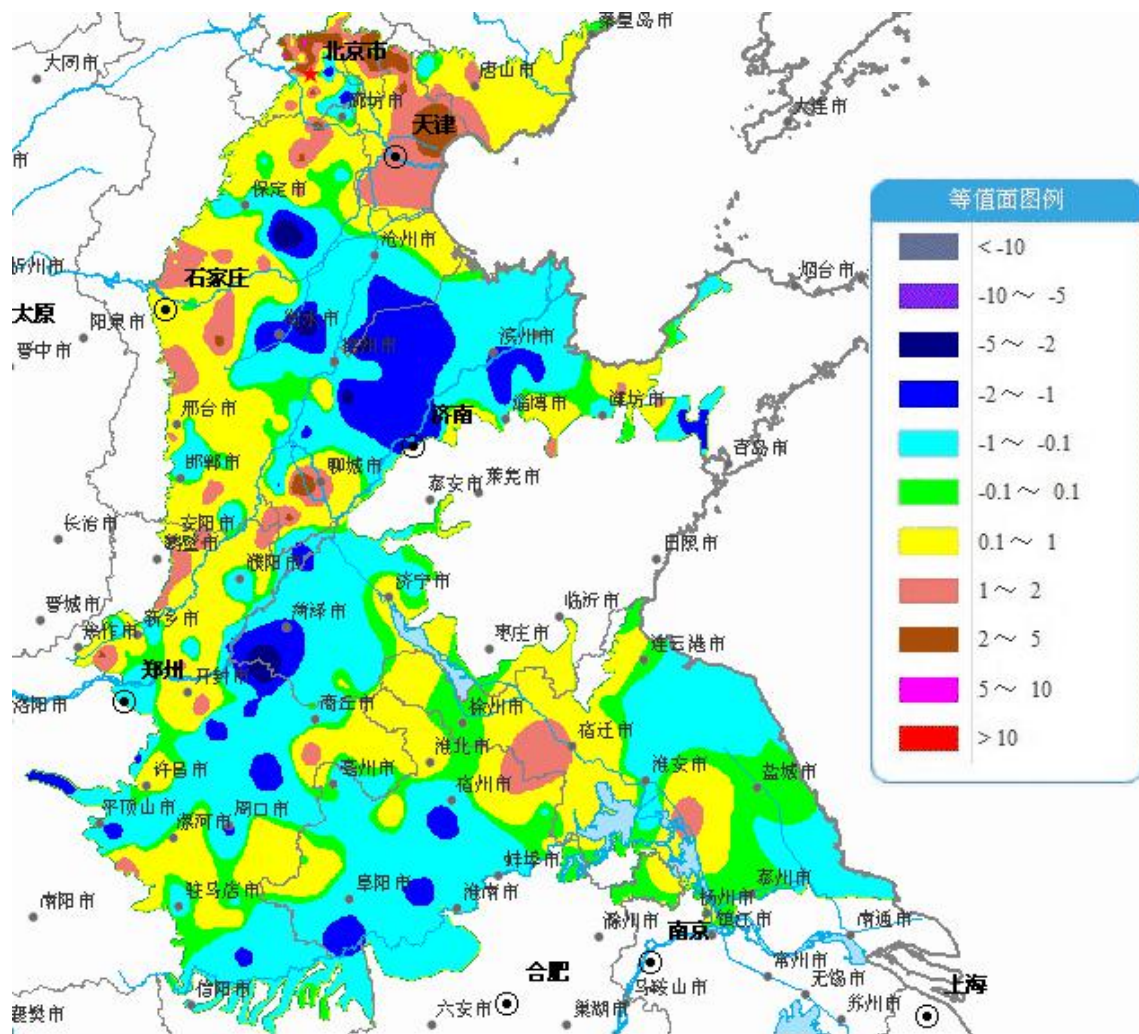 秦皇岛市
大同市
北京市
唐山市
廊坊市
大连市
天津
市
保定市
沧州市
忻州市
石家庄
太原
阳泉市
晋中市
衡水市
德州市
滨州市
烟台市
邢台市
淄博市
潍坊市
济南
青岛市
邯郸市
聊城市
泰安市
莱芜市
长治市
安阳市
鹤壁市
日照市
濮阳市
济宁市
晋城市
新乡市
菏泽市
临沂市
焦作市
枣庄市
连云港市
郑州
开封市
洛阳市
商丘市
徐州市
宿迁市
淮北市
许昌市
亳州市
宿州市
淮安市
盐城市
平顶山市
漯河市
周口市
蚌埠市
驻马店市
阜阳市
淮南市
泰州市
南阳市
扬州市
滁州市
南京
镇江市
南通市
合肥
常州市
信阳市
马鞍山市
无锡市
上海
襄樊市
六安市
巢湖市
苏州市
等值面图例
< -10
-10～ -5
-5～ -2
-2～ -1
-1～ -0.1
-0.1～ 0.1
0.1～ 1
1～ 2
2～ 5
5～ 10
> 10